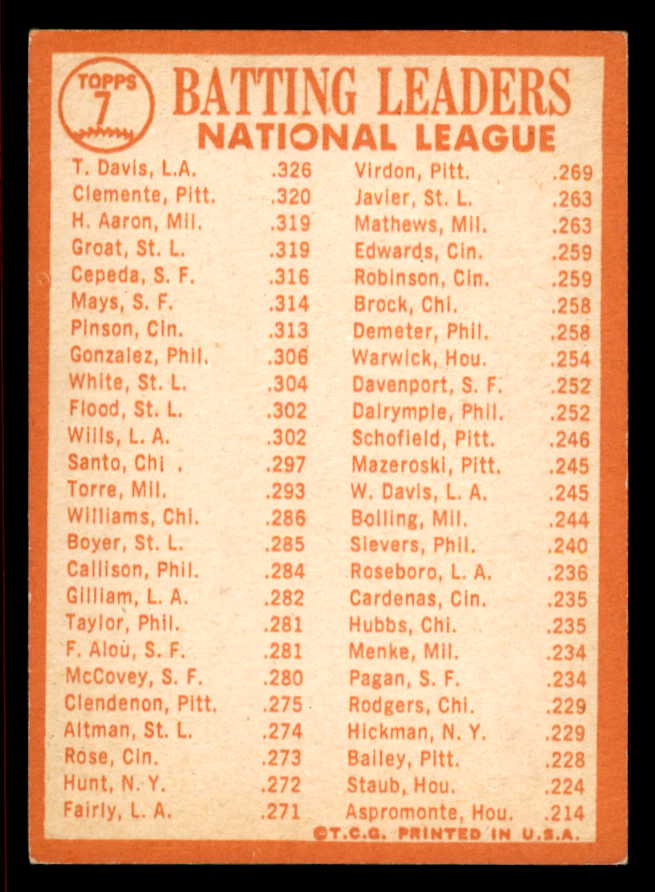 TOPPS
7
BATTING LEADERS
NATIONAL LEAGUE
T. Davis, L.A. .326
Clemente, Pitt. .320
H. Aaron, Mil. .319
Groat, St. L. .319
Cepeda, S. F. .316
Mays, S. F. .314
Pinson, Cin. .313
Gonzalez, Phil. .306
White, St. L. .304
Flood, St. L. .302
Wills, L. A. .302
Santo, Chi . .297
Torre, Mil. .293
Williams, Chi. .286
Boyer, St. L. .285
Callison, Phil. .284
Gilliam, L. A. .282
Taylor, Phil. .281
F. Alou, S. F. .281
McCovey, S. F. .280
Clendenon, Pitt. .275
Altman, St. L. .274
Rose, Cin. .273
Hunt, N. Y. .272
Fairly, L. A. .271
Virdon, Pitt. .269
Javier, St. L. .263
Mathews, Mil. .263
Edwards, Cin. .259
Robinson, Cin. .259
Brock, Chi. .258
Demeter, Phil. .258
Warwick, Hou. .254
Davenport, S. F. .252
Dalrymple, Phil. .252
Schofield, Pitt. .246
Mazeroski, Pitt. .245
W. Davis, L. A. .245
Bolling, Mil. .244
Sievers, Phil. .240
Roseboro, L. A. .236
Cardenas, Cin. .235
Hubbs, Chi. .235
Menke, Mil. .234
Pagan, S. F. .234
Rodgers, Chi. .229
Hickman, N. Y. .229
Bailey, Pitt. .228
Staub, Hou. .224
Aspromonte, Hou. .214
©T.C.G. PRINTED IN U.S.A.